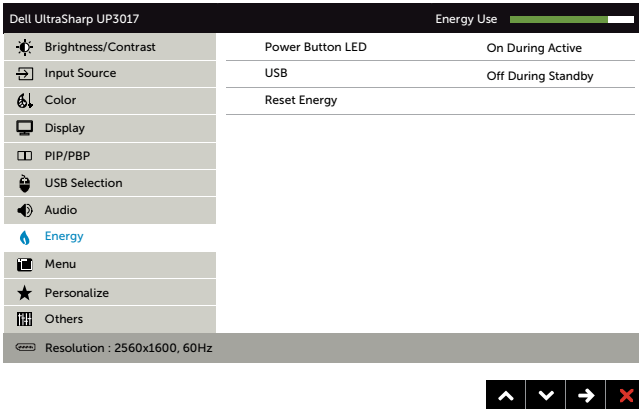 Dell UltraSharp UP3017 Energy Use
Brightness/Contrast Power Button LED On During Active
Input Source USB Off During Standby
Color Reset Energy
Display
PIP/PBP
USB Selection
Audio
Energy
Menu
Personalize
Others
Resolution : 2560x1600, 60Hz